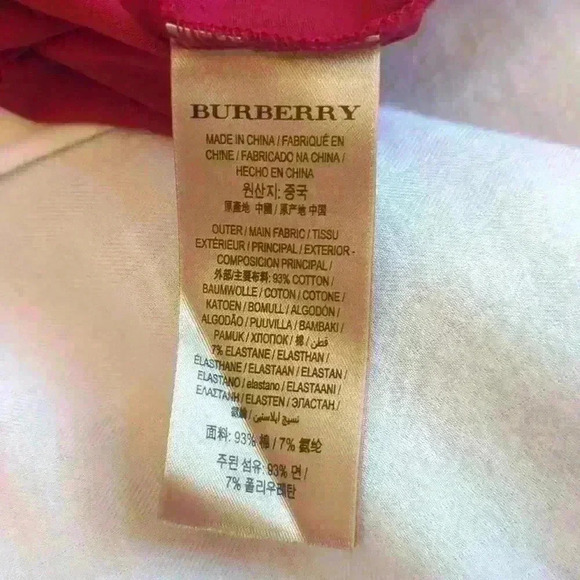 BURBERRY
MADE IN CHINA / FABRIQUÉ EN
CHINE / FABRICADO NA CHINA /
HECHO EN CHINA
원산지: 중국
原產地 中國 / 原产地 中国
OUTER / MAIN FABRIC / TISSU
EXTÉRIEUR / PRINCIPAL / EXTERIOR -
COMPOSICIÓN PRINCIPAL /
外部/主要布料: 93% COTTON /
BAUMWOLLE / COTON / COTONE /
KATOEN / BOMULL / ALGODÓN /
ALGODÃO / PUUVILLA / BAMBAKI /
PAMUK / ХЛОПОК / 棉 / قطن /
7% ELASTANE / ELASTHAN /
ÉLASTHANE / ELASTAAN / ELASTAN /
ELASTANO / elastano / ELASTAANI /
ΕΛΑΣΤΑΝΗ / ELASTEN / ЭЛАСТАН /
氨綸 / نسيج ايلاستين
面料: 93% 棉 / 7% 氨纶
주된 섬유: 93% 면 /
7% 폴리우레탄